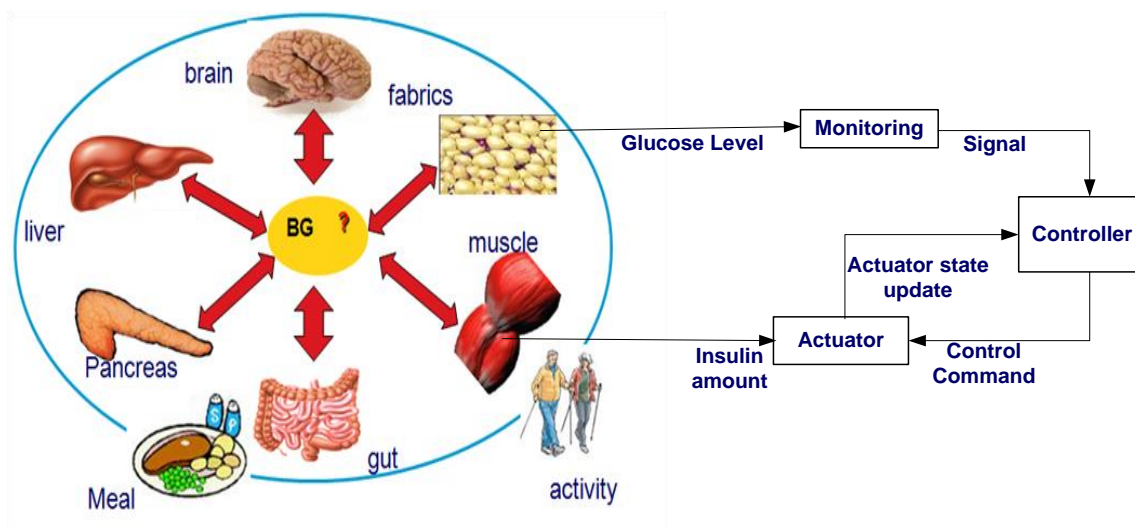 brain
fabrics
liver
BG ?
muscle
Pancreas
Meal
S P
gut
activity
Glucose Level
Monitoring
Signal
Controller
Actuator state
update
Actuator
Insulin
amount
Control
Command